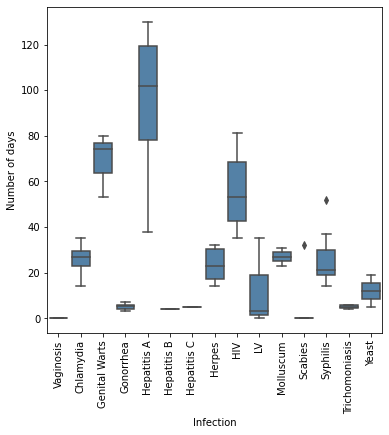 Number of days
120
100
80
60
40
20
0
Vaginosis
Chlamydia
Genital Warts
Gonorrhea
Hepatitis A
Hepatitis B
Hepatitis C
Herpes
HIV
LV
Molluscum
Scabies
Syphilis
Trichomoniasis
Yeast
Infection